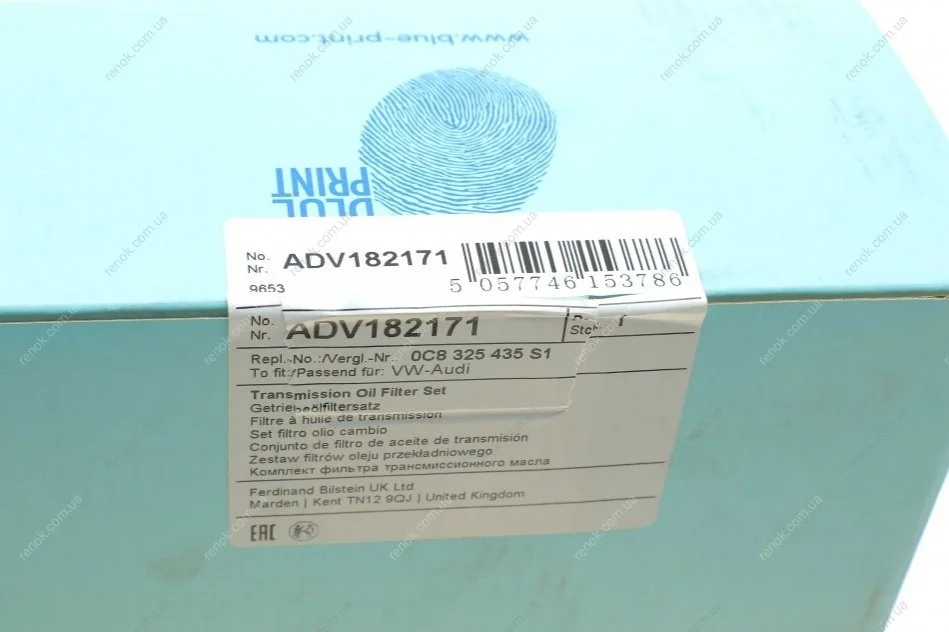 www.blue-print.com
BLUE
PRINT
No. ADV182171
Nr.
9653
5 057746 153786
No. ADV182171
Nr.
Repl.-No.:/Vergl.-Nr.: 0C8 325 435 S1
To fit:/Passend für: VW-Audi
Transmission Oil Filter Set
Getriebeölfiltersatz
Filtre à huile de transmission
Set filtro olio cambio
Conjunto de filtro de aceite de transmisión
Zestaw filtrów oleju przekładniowego
Комплект фильтра трансмиссионного масла
Ferdinand Bilstein UK Ltd
Marden | Kent TN12 9QJ | United Kingdom
EAC
renok.com.ua